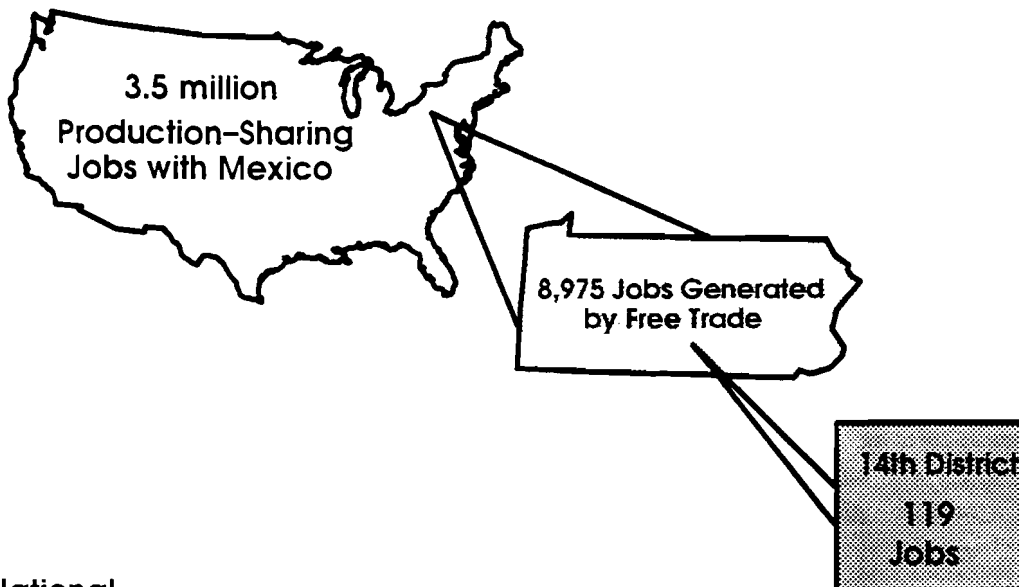 3.5 million
Production–Sharing
Jobs with Mexico
8,975 Jobs Generated
by Free Trade
14th District
119
Jobs
National